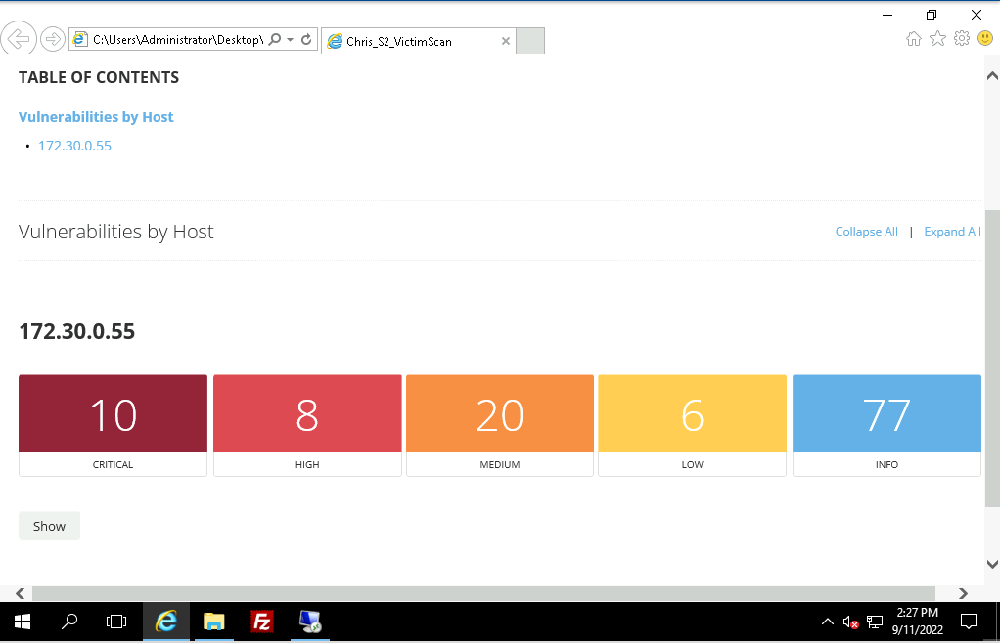 C:\Users\Administrator\Desktop\
Chris_S2_VictimScan
TABLE OF CONTENTS
Vulnerabilities by Host
• 172.30.0.55
Vulnerabilities by Host
Collapse All | Expand All
172.30.0.55
10 8 20 6 77
CRITICAL HIGH MEDIUM LOW INFO
Show
Fz
2:27 PM
9/11/2022